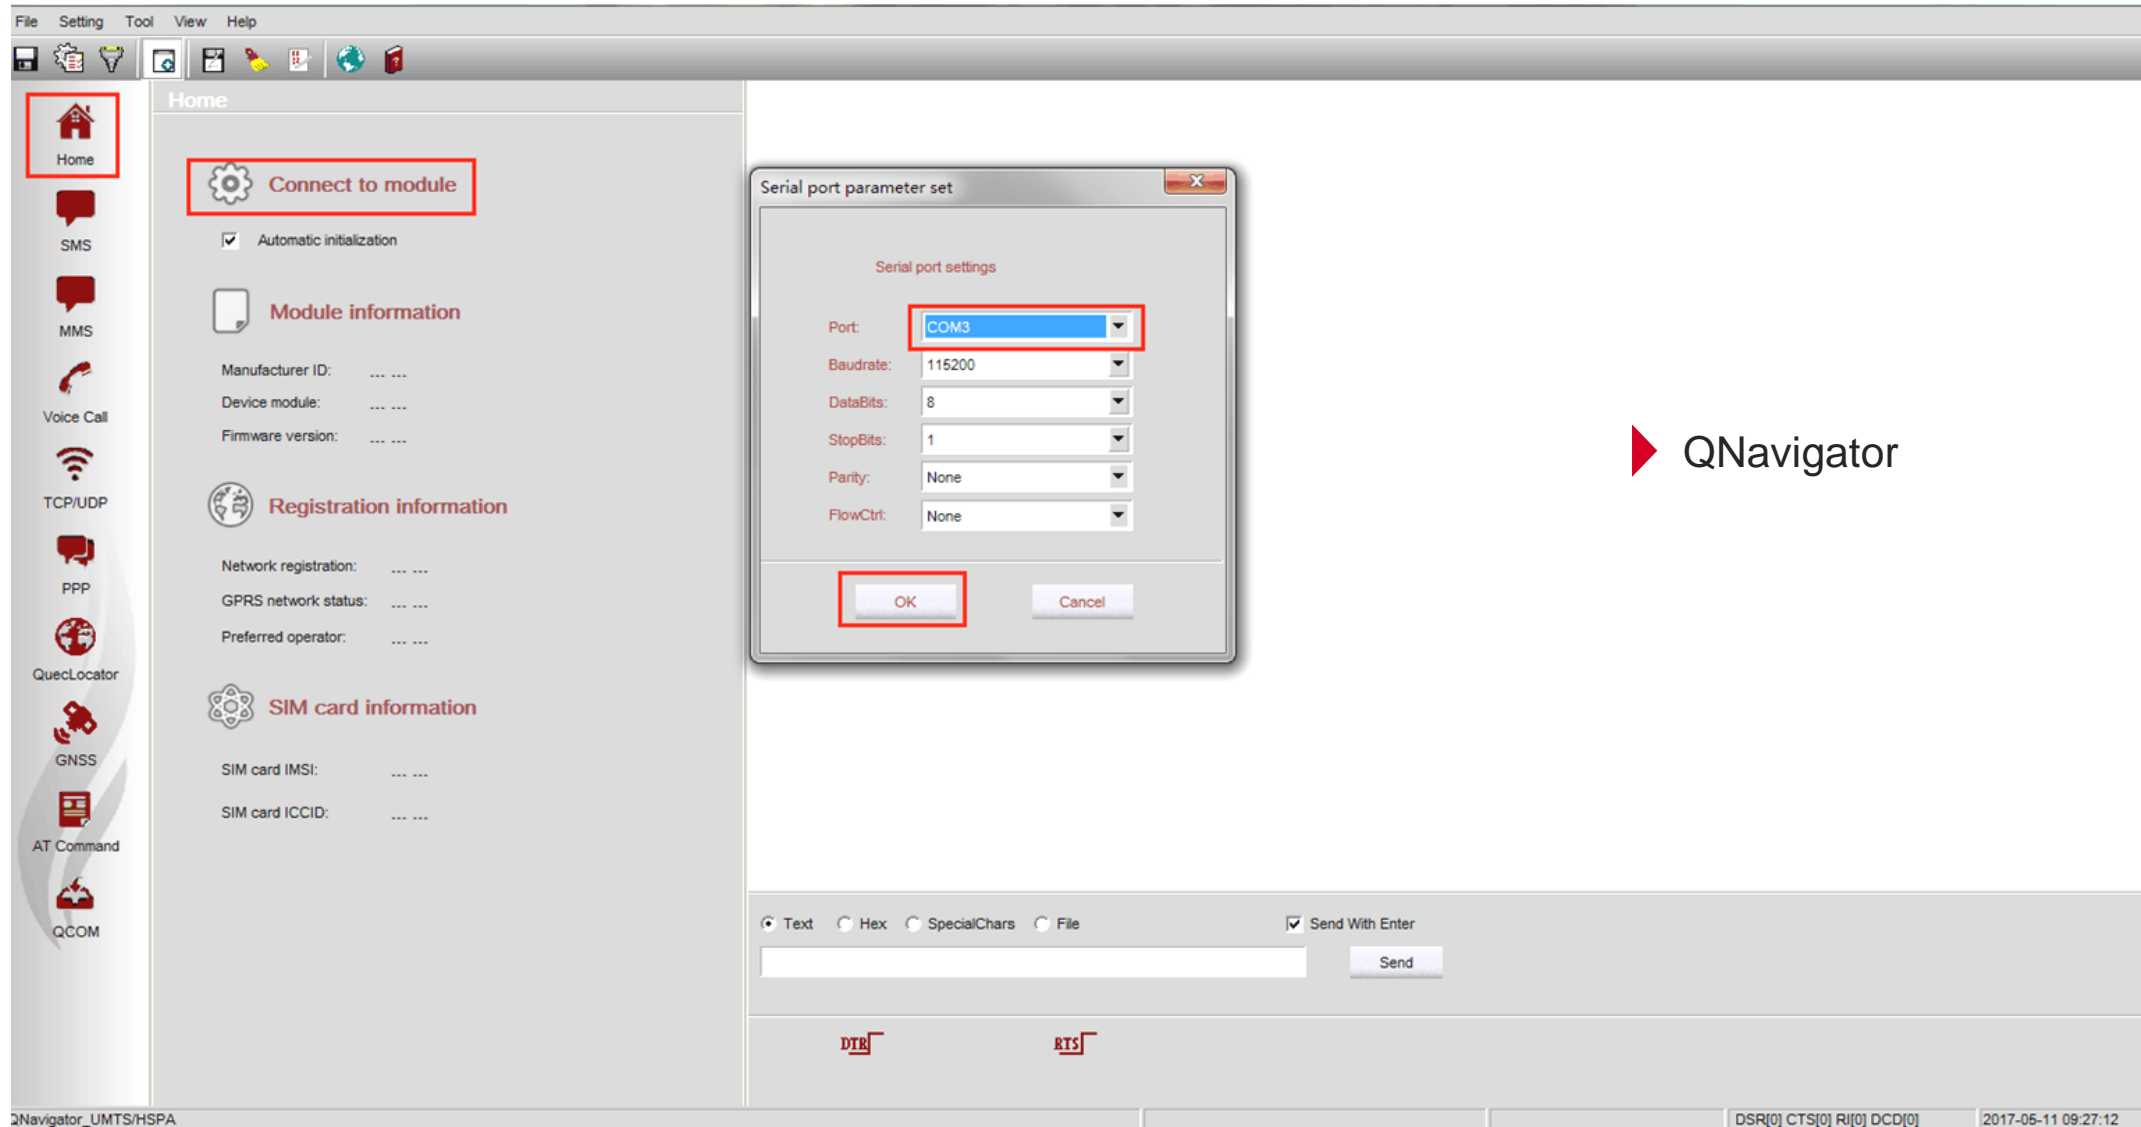 File Setting Tool View Help
Home
Home
SMS
MMS
Voice Call
TCP/UDP
PPP
QuecLocator
GNSS
AT Command
QCOM
Connect to module
Automatic initialization
Module information
Manufacturer ID: --- ---
Device module: --- ---
Firmware version: --- ---
Registration information
Network registration: --- ---
GPRS network status: --- ---
Preferred operator: --- ---
SIM card information
SIM card IMSI: --- ---
SIM card ICCID: --- ---
Serial port parameter set
Serial port settings
Port: COM3
Baudrate: 115200
DataBits: 8
StopBits: 1
Parity: None
FlowCtrl: None
OK Cancel
QNavigator
Text Hex SpecialChars File Send With Enter
Send
DTR RTS
QNavigator_UMTS/HSPA DSR[0] CTS[0] RI[0] DCD[0] 2017-05-11 09:27:12